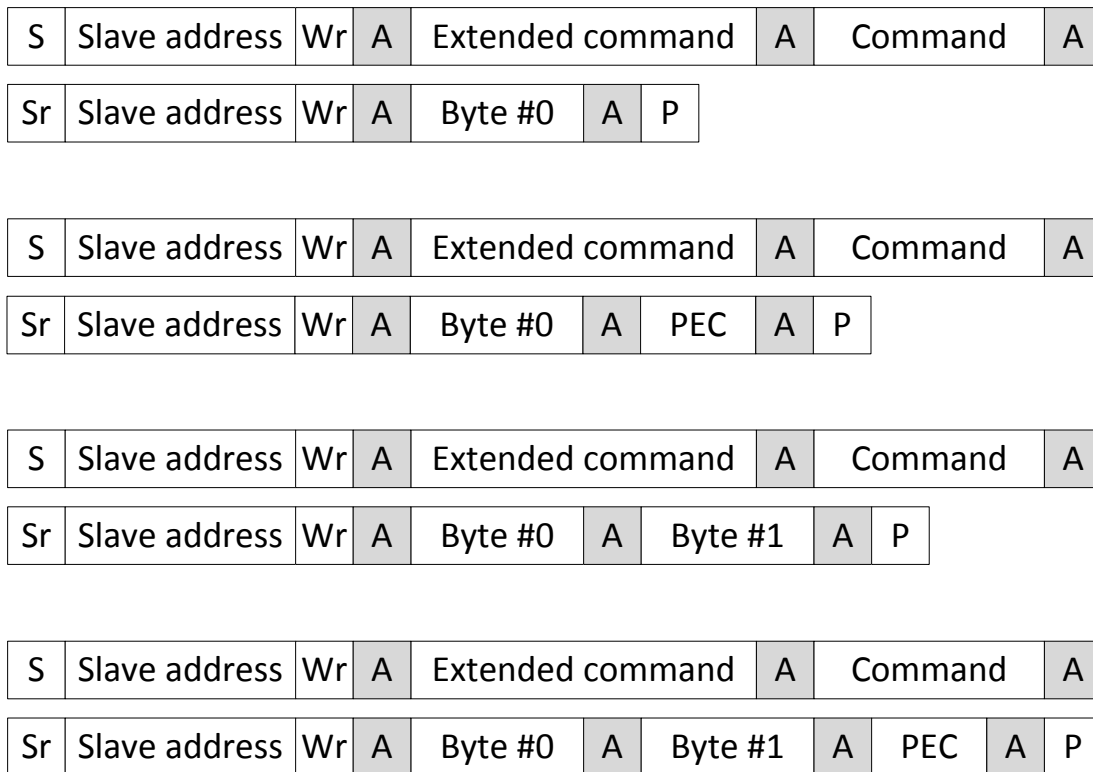 S Slave address Wr A Extended command A Command A
Sr Slave address Wr A Byte #0 A P
S Slave address Wr A Extended command A Command A
Sr Slave address Wr A Byte #0 A PEC A P
S Slave address Wr A Extended command A Command A
Sr Slave address Wr A Byte #0 A Byte #1 A P
S Slave address Wr A Extended command A Command A
Sr Slave address Wr A Byte #0 A Byte #1 A PEC A P